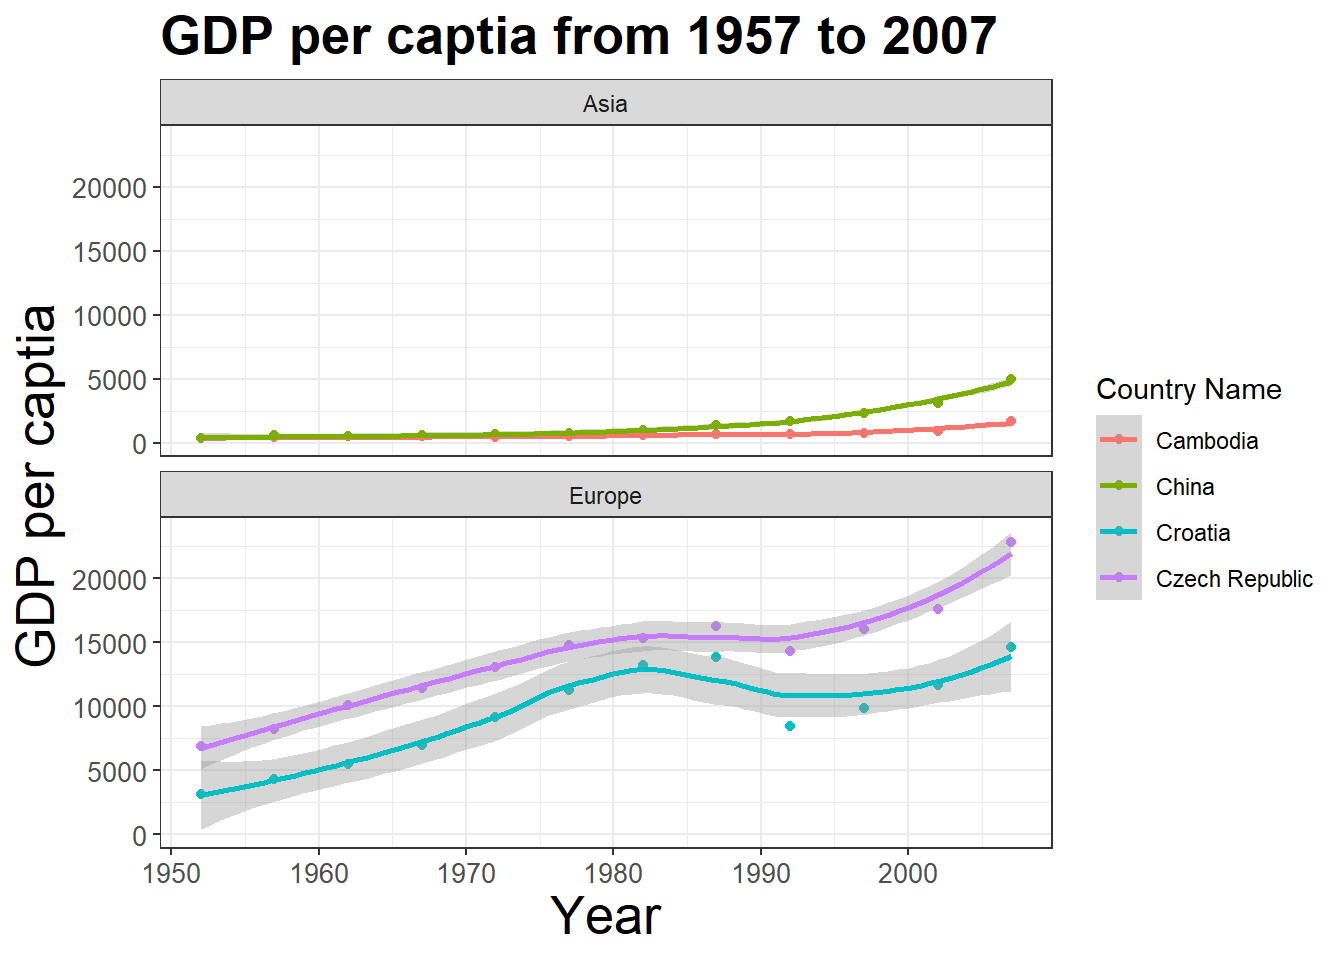 GDP per captia from 1957 to 2007
Asia
20000
15000
10000
5000
0
Europe
20000
15000
10000
5000
0
1950 1960 1970 1980 1990 2000
Year
GDP per captia
Country Name
Cambodia
China
Croatia
Czech Republic